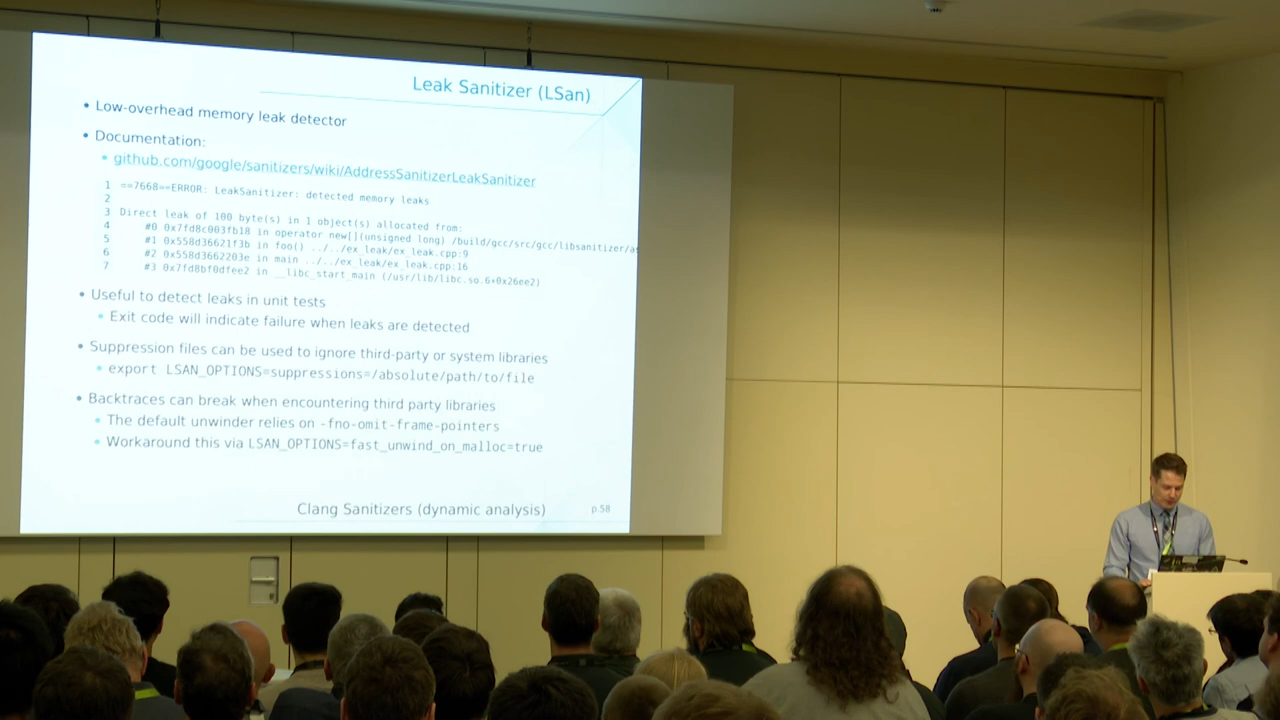 Leak Sanitizer (LSan)
• Low-overhead memory leak detector
• Documentation:
• github.com/google/sanitizers/wiki/AddressSanitizerLeakSanitizer
1 ==7668==ERROR: LeakSanitizer: detected memory leaks
2
3 Direct leak of 100 byte(s) in 1 object(s) allocated from:
4 #0 0x7fd8c003fb18 in operator new[](unsigned long) /build/gcc/src/gcc/libsanitizer/as
5 #1 0x558d36621f3b in foo() ../../ex_leak/ex_leak.cpp:9
6 #2 0x558d3662203e in main ../../ex_leak/ex_leak.cpp:16
7 #3 0x7fd8bf0dfee2 in __libc_start_main (/usr/lib/libc.so.6+0x26ee2)
• Useful to detect leaks in unit tests
• Exit code will indicate failure when leaks are detected
• Suppression files can be used to ignore third-party or system libraries
• export LSAN_OPTIONS=suppressions=/absolute/path/to/file
• Backtraces can break when encountering third party libraries
• The default unwinder relies on -fno-omit-frame-pointers
• Workaround this via LSAN_OPTIONS=fast_unwind_on_malloc=true
Clang Sanitizers (dynamic analysis)
p.58